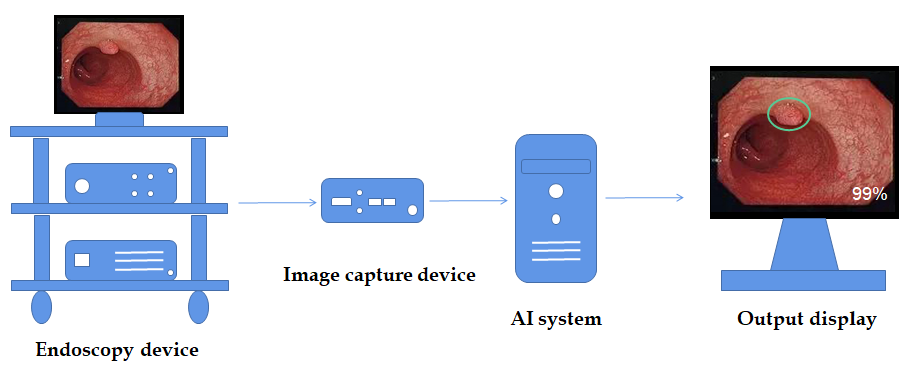 99%
Image capture device
AI system
Output display
Endoscopy device